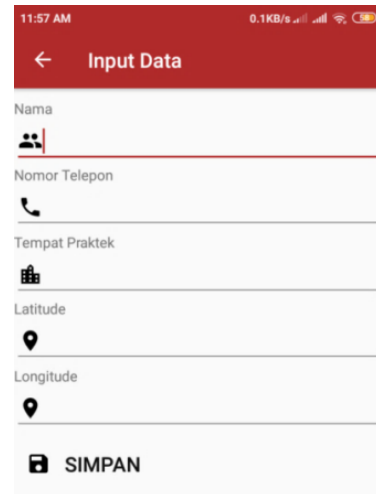 11:57 AM 0.1KB/s
Input Data
Nama
Nomor Telepon
Tempat Praktek
Latitude
Longitude
SIMPAN